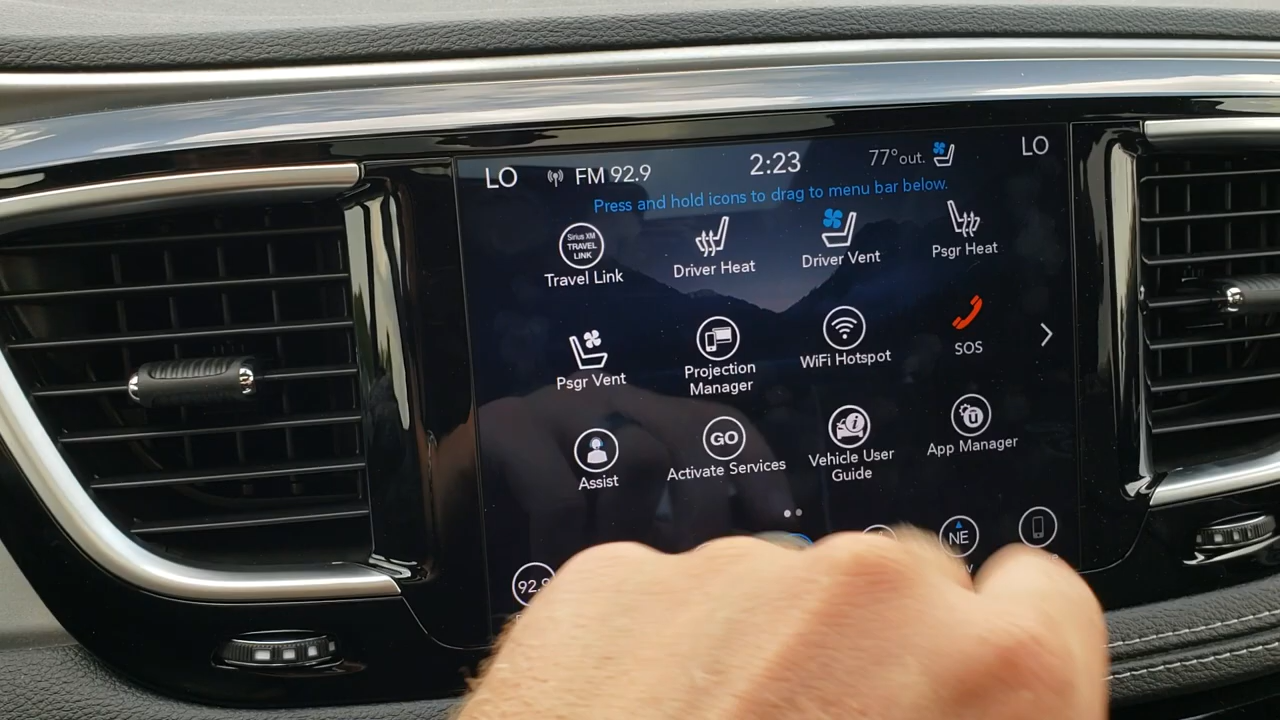 LO FM 92.9 2:23 77° out. LO
Press and hold icons to drag to menu bar below.
Sirius XM
TRAVEL
LINK
Travel Link
Driver Heat
Driver Vent
Psgr Heat
Psgr Vent
Projection
Manager
WiFi Hotspot
SOS
Assist
GO
Activate Services
Vehicle User
Guide
U
App Manager
92.9
NE